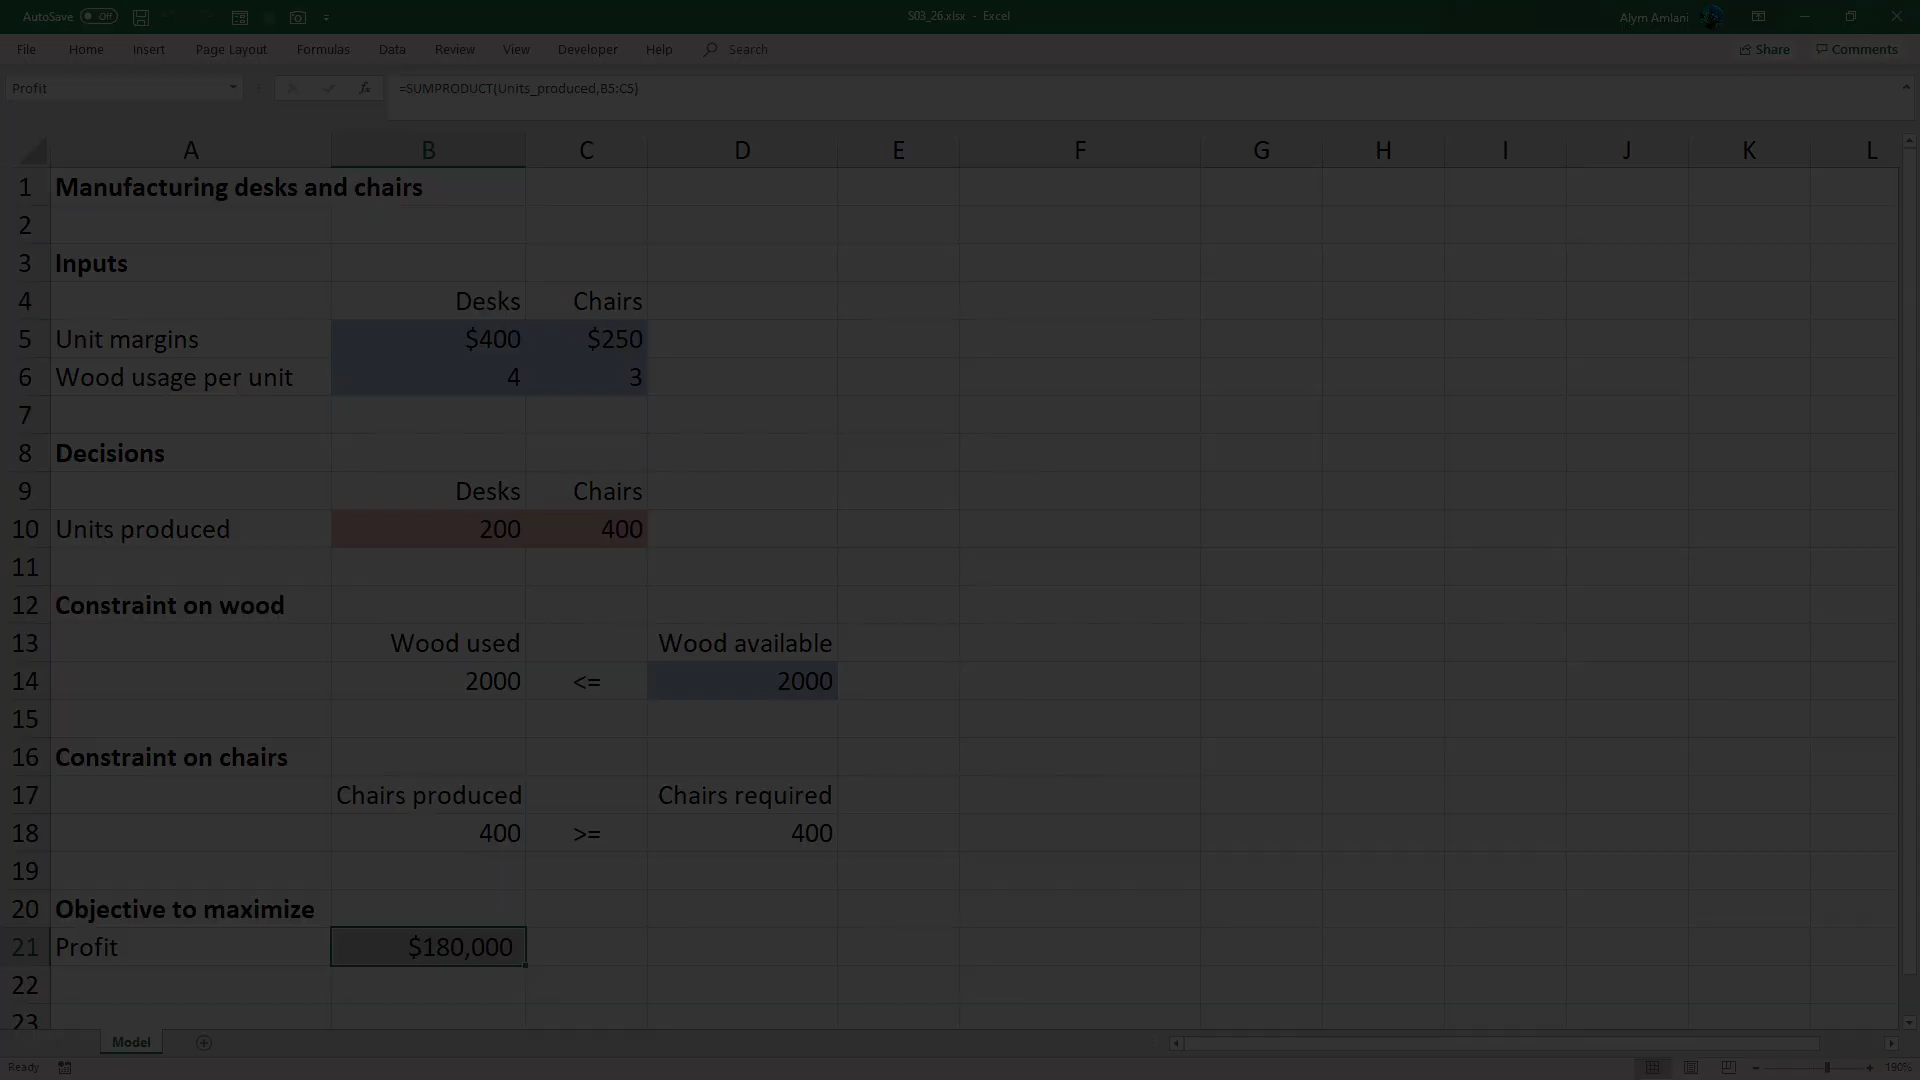 AutoSave Off S03_26.xlsx - Excel Alym Amlani
File Home Insert Page Layout Formulas Data Review View Developer Help Search Share Comments
Profit fx =SUMPRODUCT(Units_produced,B5:C5)
A B C D E F G H I J K L
1 Manufacturing desks and chairs
2
3 Inputs
4 Desks Chairs
5 Unit margins $400 $250
6 Wood usage per unit 4 3
7
8 Decisions
9 Desks Chairs
10 Units produced 200 400
11
12 Constraint on wood
13 Wood used Wood available
14 2000 <= 2000
15
16 Constraint on chairs
17 Chairs produced Chairs required
18 400 >= 400
19
20 Objective to maximize
21 Profit $180,000
22
23
Model
Ready 190%